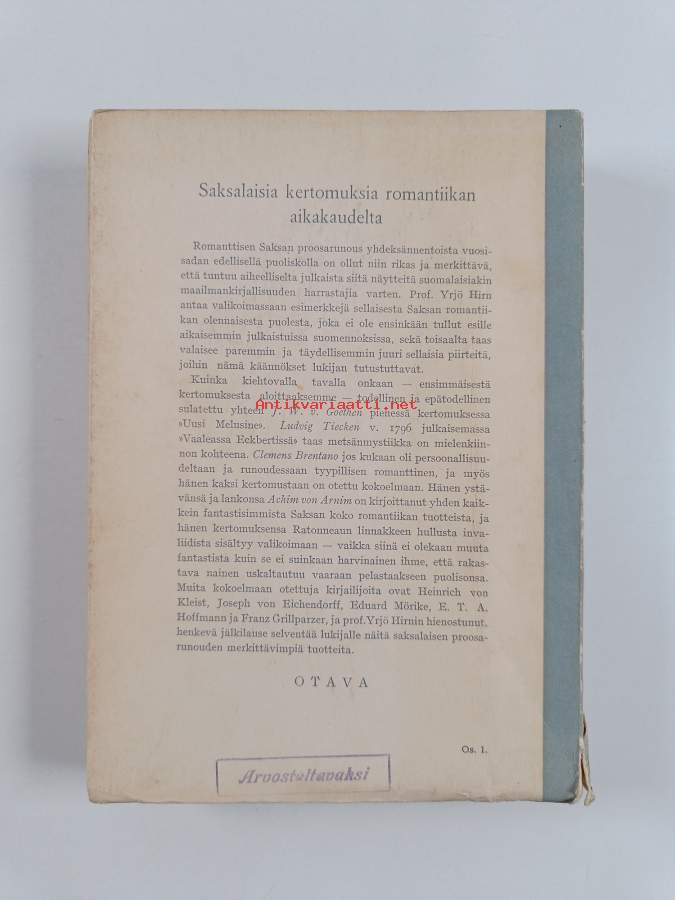 Saksalaisia kertomuksia romantiikan
aikakaudelta
Romanttisen Saksan proosarunous yhdeksännentoista vuosi-
sadan edellisellä puoliskolla on ollut niin rikas ja merkittävä,
että tuntuu aiheelliselta julkaista siitä näytteitä suomalaisiakin
maailmankirjallisuuden harrastajia varten. Prof. Yrjö Hirn
antaa valikoimassaan esimerkkejä sellaisesta Saksan romantii-
kan olennaisesta puolesta, joka ei ole ensinkään tullut esille
aikaisemmin julkaistuissa suomennoksissa, sekä toisaalta taas
valaisee paremmin ja täydellisemmin juuri sellaisia piirteitä,
joihin nämä käännökset lukijan tutustuttavat.
Kuinka kiehtovalla tavalla onkaan — ensimmäisestä
kertomuksesta aloittaaksemme — todellinen ja epätodellinen
Antikvariaatti1.net
sulatettu yhteen J. W. v. Goethen pienessä kertomuksessa
»Uusi Melusine». Ludwig Tiecken v. 1796 julkaisemassa
»Vaaleassa Eckbertissä» taas metsänmystiikka on mielenkiin-
non kohteena. Clemens Brentano jos kukaan oli persoonallisuu-
deltaan ja runoudessaan tyypillisen romanttinen, ja myös
hänen kaksi kertomustaan on otettu kokoelmaan. Hänen ystä-
vänsä ja lankonsa Achim von Arnim on kirjoittanut yhden kaik-
kein fantastisimmista Saksan koko romantiikan tuotteista, ja
hänen kertomuksensa Ratonneaun linnakkeen hullusta inva-
liidista sisältyy valikoimaan — vaikka siinä ei olekaan muuta
fantastista kuin se ei suinkaan harvinainen ihme, että rakas-
tava nainen uskaltautuu vaaraan pelastaakseen puolisonsa.
Muita kokoelmaan otettuja kirjailijoita ovat Heinrich von
Kleist, Joseph von Eichendorff, Eduard Mörike, E. T. A.
Hoffmann ja Franz Grillparzer, ja prof. Yrjö Hirnin hienostunut,
henkevä jälkilause selventää lukijalle näitä saksalaisen proosa-
runouden merkittävimpiä tuotteita.
OTAVA
Os. 1.
Arvosteltavaksi